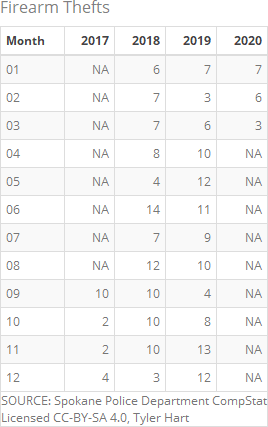 Firearm Thefts
Month 2017 2018 2019 2020
01 NA 6 7 7
02 NA 7 3 6
03 NA 7 6 3
04 NA 8 10 NA
05 NA 4 12 NA
06 NA 14 11 NA
07 NA 7 9 NA
08 NA 12 10 NA
09 10 10 4 NA
10 2 10 8 NA
11 2 10 13 NA
12 4 3 12 NA
SOURCE: Spokane Police Department CompStat
Licensed CC-BY-SA 4.0, Tyler Hart